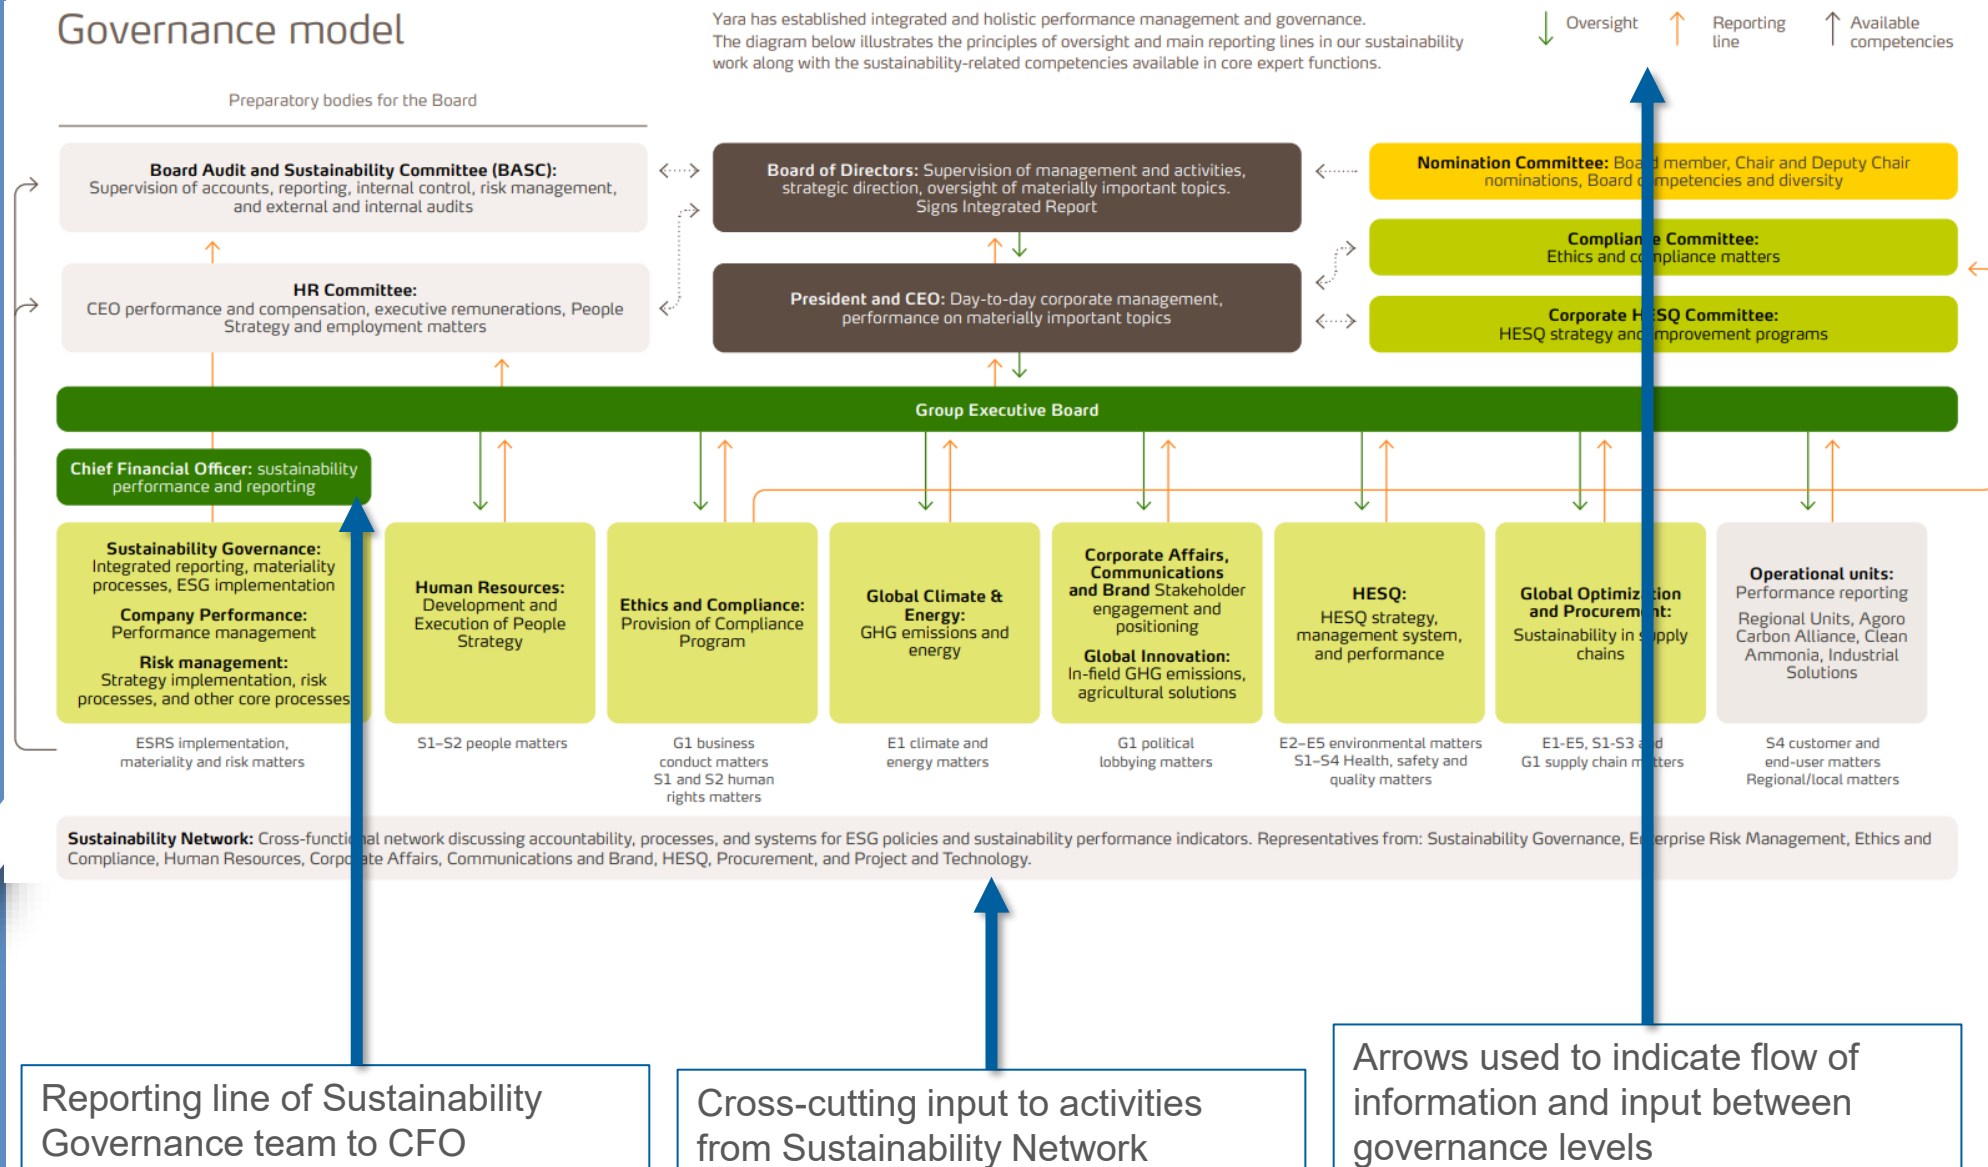 Governance model
Yara has established integrated and holistic performance management and governance.
The diagram below illustrates the principles of oversight and main reporting lines in our sustainability
work along with the sustainability-related competencies available in core expert functions.
Oversight
Reporting
line
Available
competencies
Preparatory bodies for the Board
Board Audit and Sustainability Committee (BASC):
Supervision of accounts, reporting, internal control, risk management,
and external and internal audits
Board of Directors: Supervision of management and activities,
strategic direction, oversight of materially important topics.
Signs Integrated Report
Nomination Committee: Board member, Chair and Deputy Chair
nominations, Board competencies and diversity
Compliance Committee:
Ethics and compliance matters
HR Committee:
CEO performance and compensation, executive remunerations, People
Strategy and employment matters
President and CEO: Day-to-day corporate management,
performance on materially important topics
Corporate HESQ Committee:
HESQ strategy and improvement programs
Group Executive Board
Chief Financial Officer: sustainability
performance and reporting
Sustainability Governance:
Integrated reporting, materiality
processes, ESG implementation
Company Performance:
Performance management
Risk management:
Strategy implementation, risk
processes, and other core processes
Human Resources:
Development and
Execution of People
Strategy
Ethics and Compliance:
Provision of Compliance
Program
Global Climate &
Energy:
GHG emissions and
energy
Corporate Affairs,
Communications
and Brand Stakeholder
engagement and
positioning
Global Innovation:
In-field GHG emissions,
agricultural solutions
HESQ:
HESQ strategy,
management system,
and performance
Global Optimization
and Procurement:
Sustainability in supply
chains
Operational units:
Performance reporting
Regional Units, Agoro
Carbon Alliance, Clean
Ammonia, Industrial
Solutions
ESRS implementation,
materiality and risk matters
S1–S2 people matters
G1 business
conduct matters
S1 and S2 human
rights matters
E1 climate and
energy matters
G1 political
lobbying matters
E2–E5 environmental matters
S1–S4 Health, safety and
quality matters
E1-E5, S1-S3 and
G1 supply chain matters
S4 customer and
end-user matters
Regional/local matters
Sustainability Network: Cross-functional network discussing accountability, processes, and systems for ESG policies and sustainability performance indicators. Representatives from: Sustainability Governance, Enterprise Risk Management, Ethics and
Compliance, Human Resources, Corporate Affairs, Communications and Brand, HESQ, Procurement, and Project and Technology.
Reporting line of Sustainability
Governance team to CFO
Cross-cutting input to activities
from Sustainability Network
Arrows used to indicate flow of
information and input between
governance levels